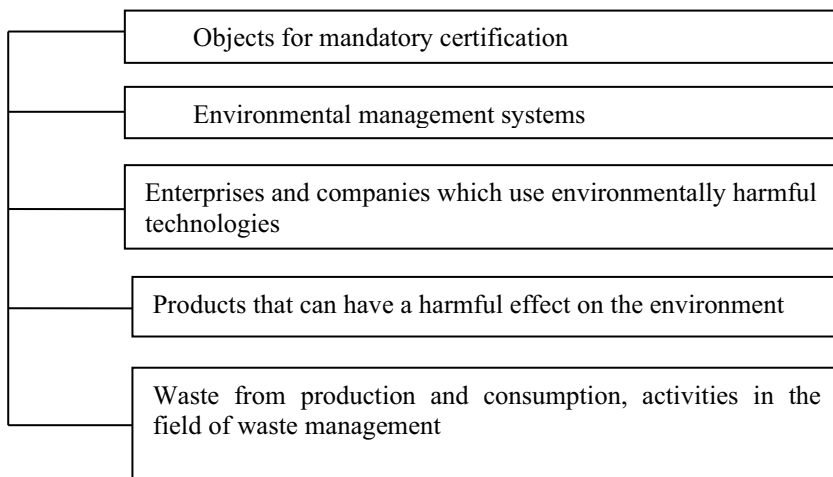 Objects for mandatory certification
Environmental management systems
Enterprises and companies which use environmentally harmful
technologies
Products that can have a harmful effect on the environment
Waste from production and consumption, activities in the
field of waste management